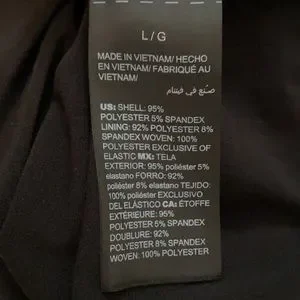 L / G
MADE IN VIETNAM/ HECHO
EN VIETNAM/ FABRIQUÉ AU
VIETNAM/
صنع في فيتنام
US: SHELL: 95%
POLYESTER 5% SPANDEX
LINING: 92% POLYESTER 8%
SPANDEX WOVEN: 100%
POLYESTER EXCLUSIVE OF
ELASTIC MX: TELA
EXTERIOR: 95% poliéster 5%
elastano FORRO: 92%
poliéster 8% elastano TEJIDO:
100% poliéster EXCLUSIVO
DEL ELÁSTICO CA: ÉTOFFE
EXTÉRIEURE: 95%
POLYESTER 5% SPANDEX
DOUBLURE: 92%
POLYESTER 8% SPANDEX
WOVEN: 100% POLYESTER